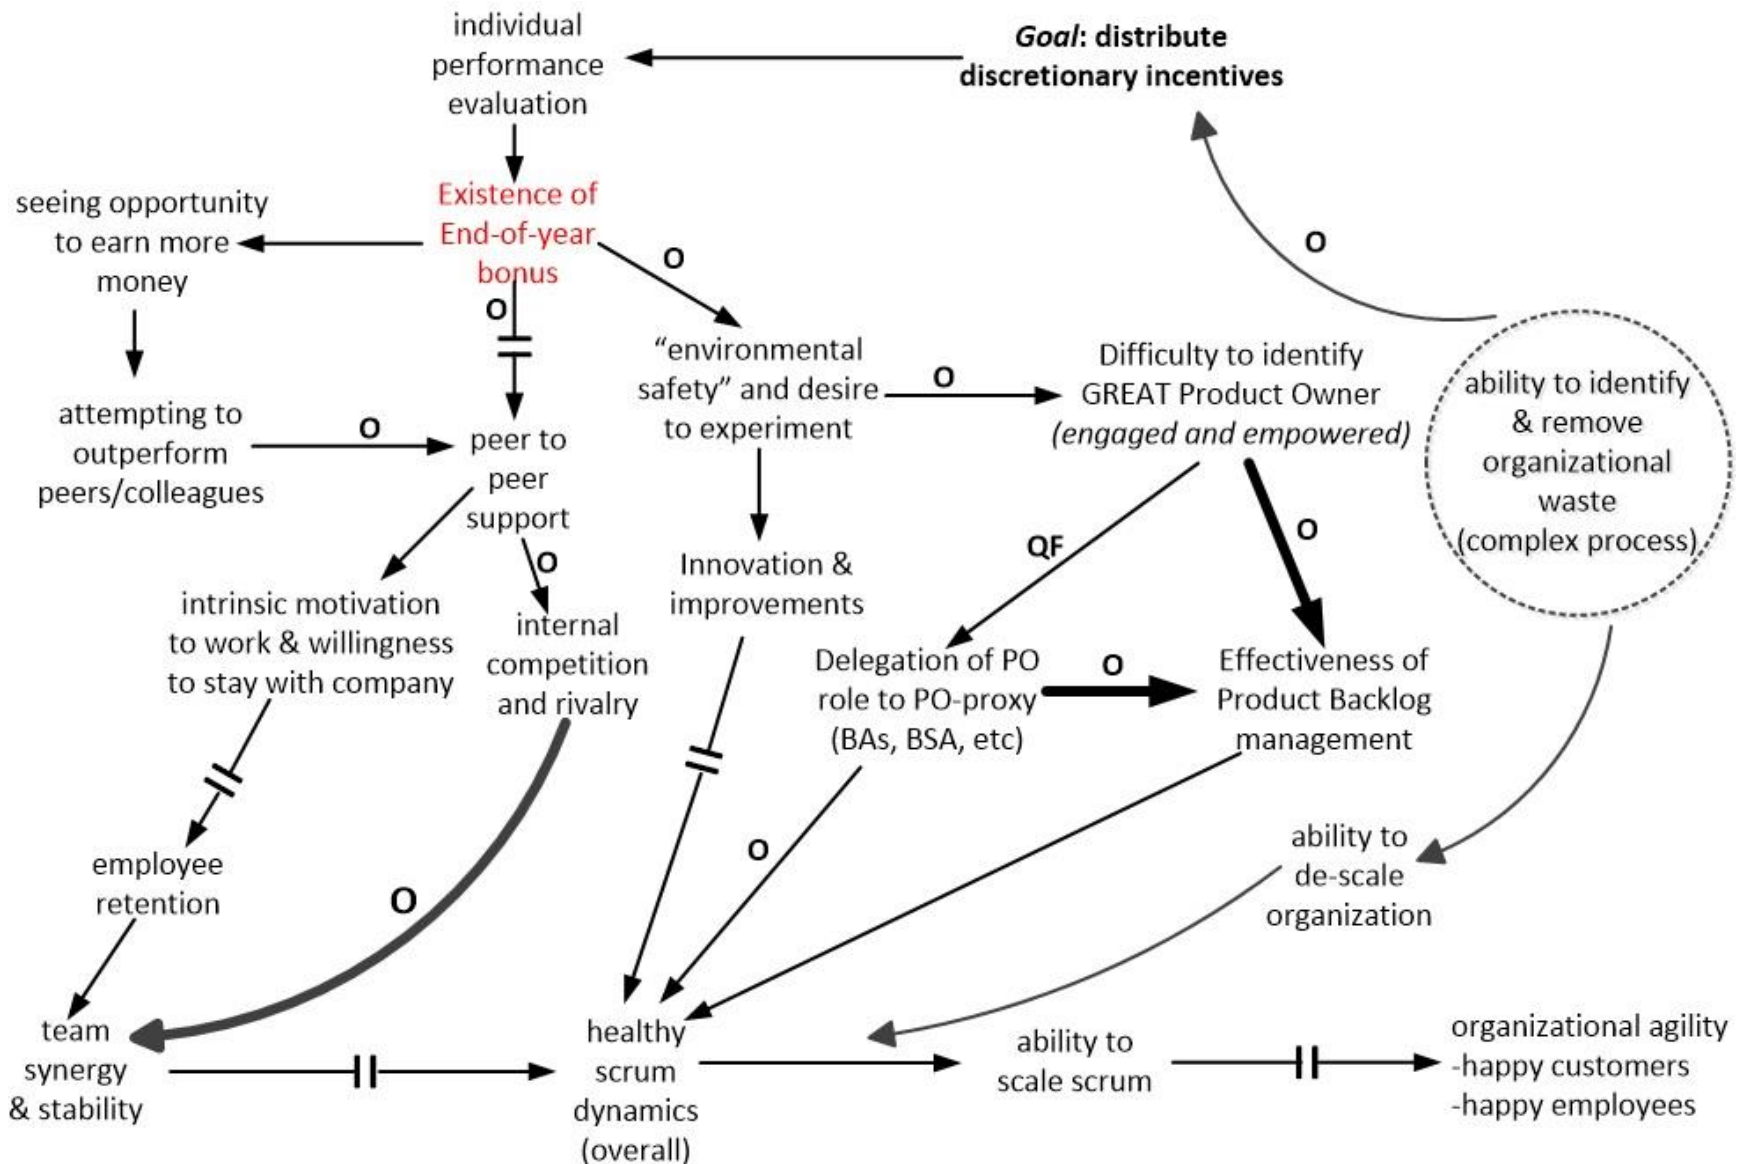 individual
performance
evaluation
Goal: distribute
discretionary incentives
Existence of
End-of-year
bonus
seeing opportunity
to earn more
money
O
O
O
"environmental
safety" and desire
to experiment
O
Difficulty to identify
GREAT Product Owner
(engaged and empowered)
ability to identify
& remove
organizational
waste
(complex process)
attempting to
outperform
peers/colleagues
O
peer to
peer
support
O
QF
O
Innovation &
improvements
intrinsic motivation
to work & willingness
to stay with company
internal
competition
and rivalry
Delegation of PO
role to PO-proxy
(BAs, BSA, etc)
O
Effectiveness of
Product Backlog
management
O
O
employee
retention
ability to
de-scale
organization
team
synergy
& stability
healthy
scrum
dynamics
(overall)
ability to
scale scrum
organizational agility
-happy customers
-happy employees